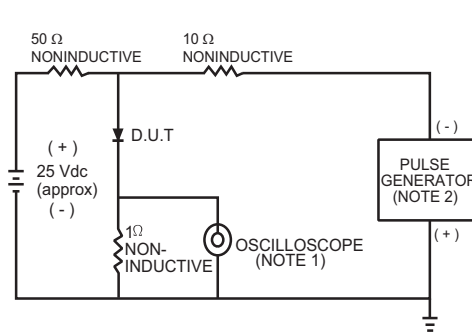 50 Ω
NONINDUCTIVE
10 Ω
NONINDUCTIVE
D.U.T
( + )
25 Vdc
(approx)
( - )
( - )
PULSE
GENERATOR
(NOTE 2)
( + )
1Ω
NON-
INDUCTIVE
OSCILLOSCOPE
(NOTE 1)